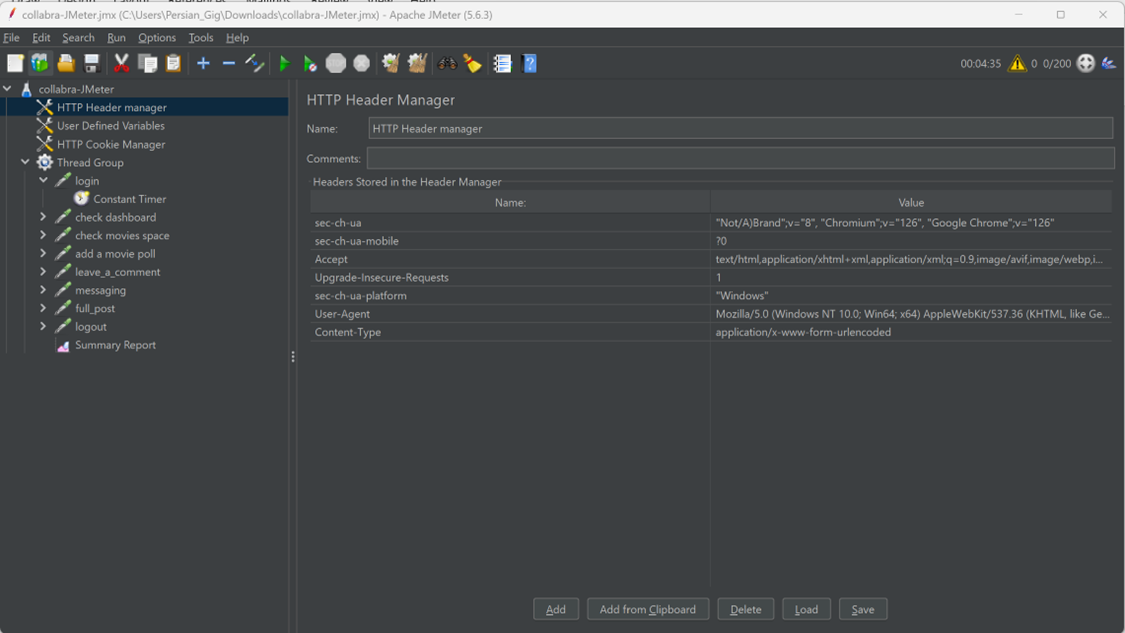 collabra-JMeter.jmx (C:\Users\Persian_Gig\Downloads\collabra-JMeter.jmx) - Apache JMeter (5.6.3)
File Edit Search Run Options Tools Help
00:04:35 0 0/200
collabra-JMeter
HTTP Header manager
User Defined Variables
HTTP Cookie Manager
Thread Group
login
Constant Timer
check dashboard
check movies space
add a movie poll
leave_a_comment
messaging
full_post
logout
Summary Report
HTTP Header Manager
Name: HTTP Header manager
Comments:
Headers Stored in the Header Manager
Name: Value
sec-ch-ua "Not/A)Brand";v="8", "Chromium";v="126", "Google Chrome";v="126"
sec-ch-ua-mobile ?0
Accept text/html,application/xhtml+xml,application/xml;q=0.9,image/avif,image/webp,i...
Upgrade-Insecure-Requests 1
sec-ch-ua-platform "Windows"
User-Agent Mozilla/5.0 (Windows NT 10.0; Win64; x64) AppleWebKit/537.36 (KHTML, like Ge...
Content-Type application/x-www-form-urlencoded
Add Add from Clipboard Delete Load Save